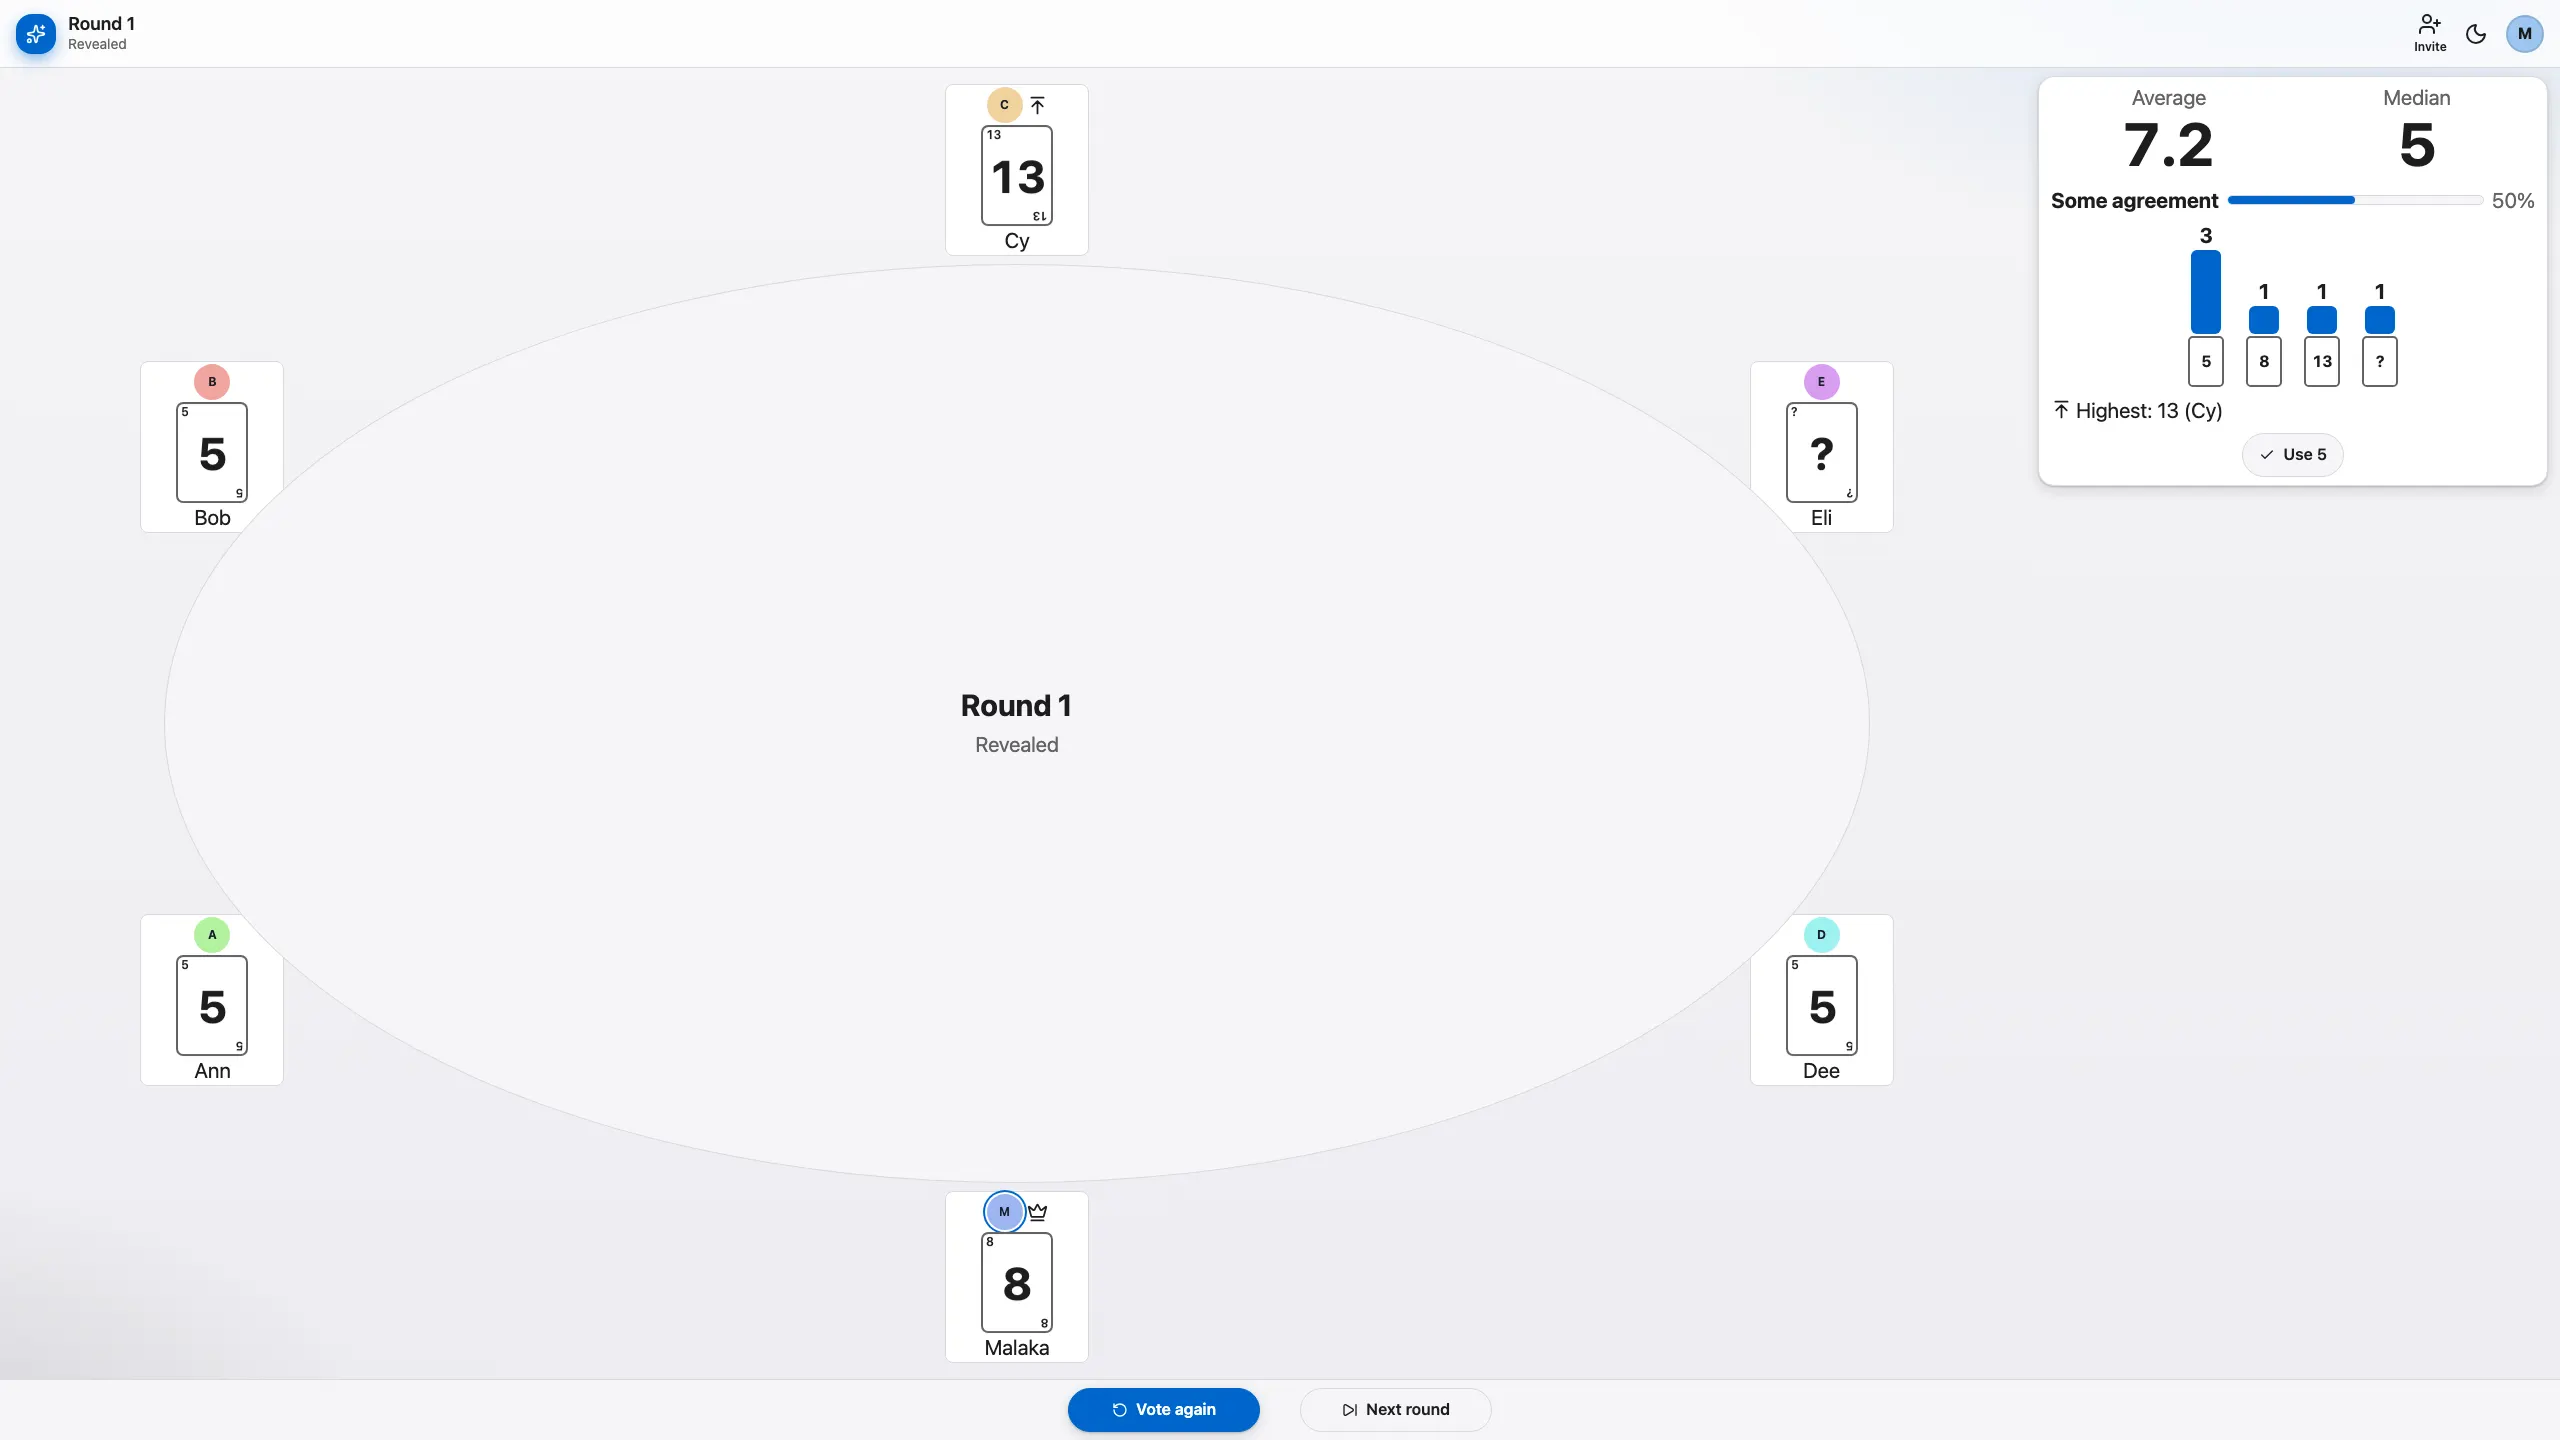 Round 1
Revealed
Invite
M
C
13
13
13
Cy
Average
Median
7.2
5
Some agreement
50%
3
1
1
1
5
8
13
?
Highest: 13 (Cy)
Use 5
B
5
5
5
Bob
E
?
?
?
Eli
Round 1
Revealed
A
5
5
5
Ann
D
5
5
5
Dee
M
8
8
8
Malaka
Vote again
Next round